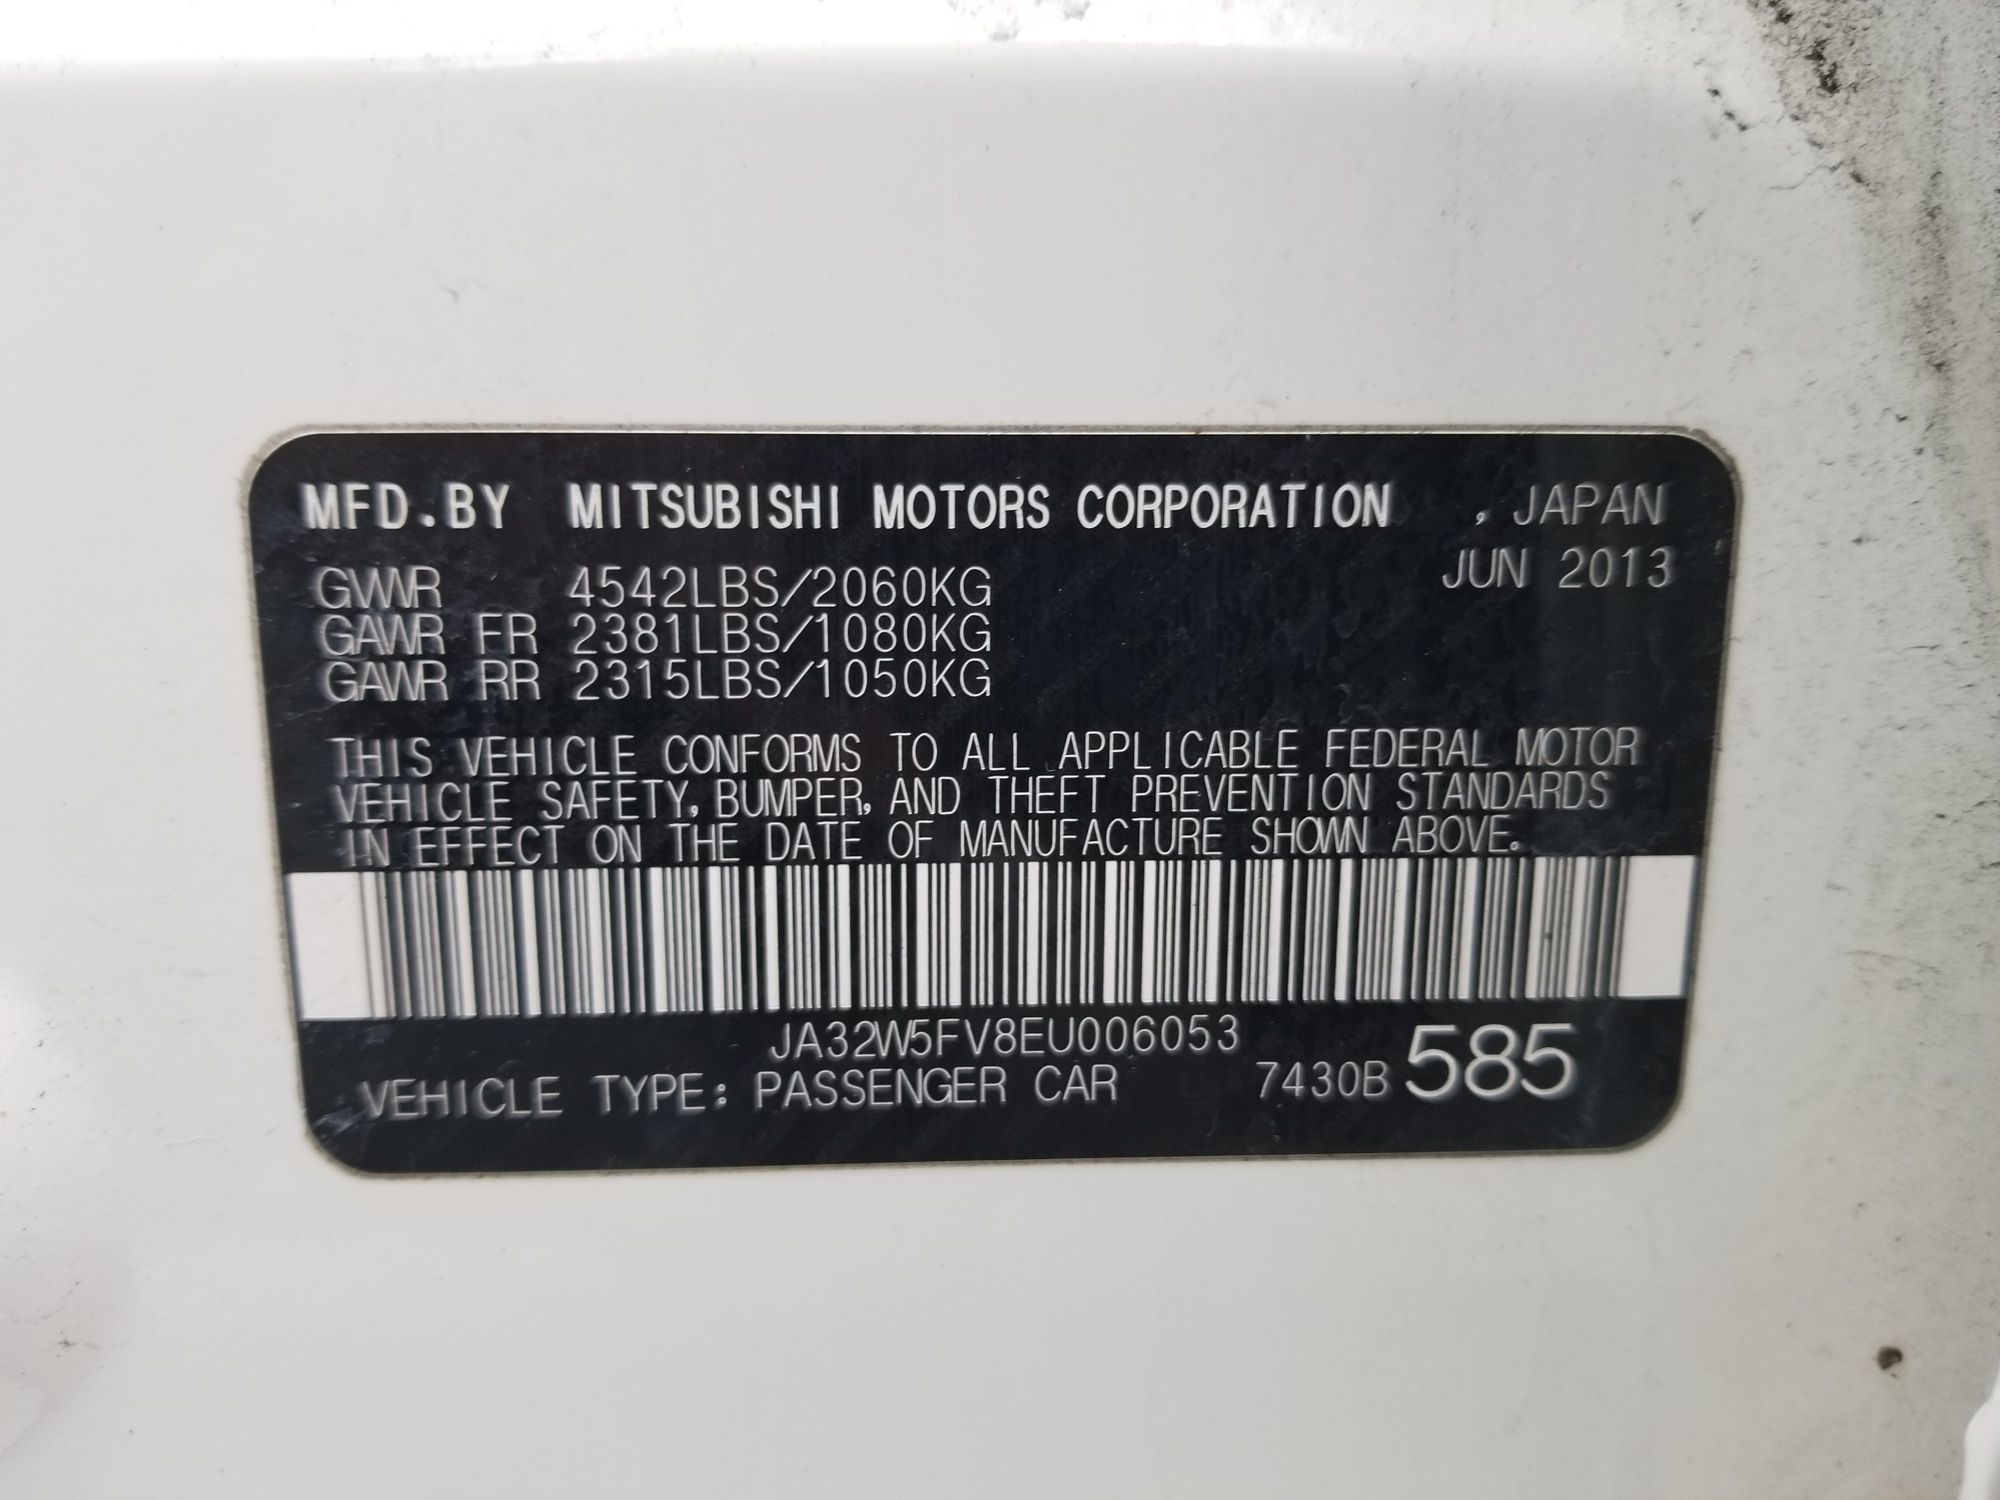 MFD.BY MITSUBISHI MOTORS CORPORATION , JAPAN
JUN 2013
GWVR 4542LBS/2060KG
GAWR FR 2381LBS/1080KG
GAWR RR 2315LBS/1050KG
THIS VEHICLE CONFORMS TO ALL APPLICABLE FEDERAL MOTOR
VEHICLE SAFETY, BUMPER, AND THEFT PREVENTION STANDARDS
IN EFFECT ON THE DATE OF MANUFACTURE SHOWN ABOVE.
JA32W5FV8EU006053
VEHICLE TYPE: PASSENGER CAR 7430B 585